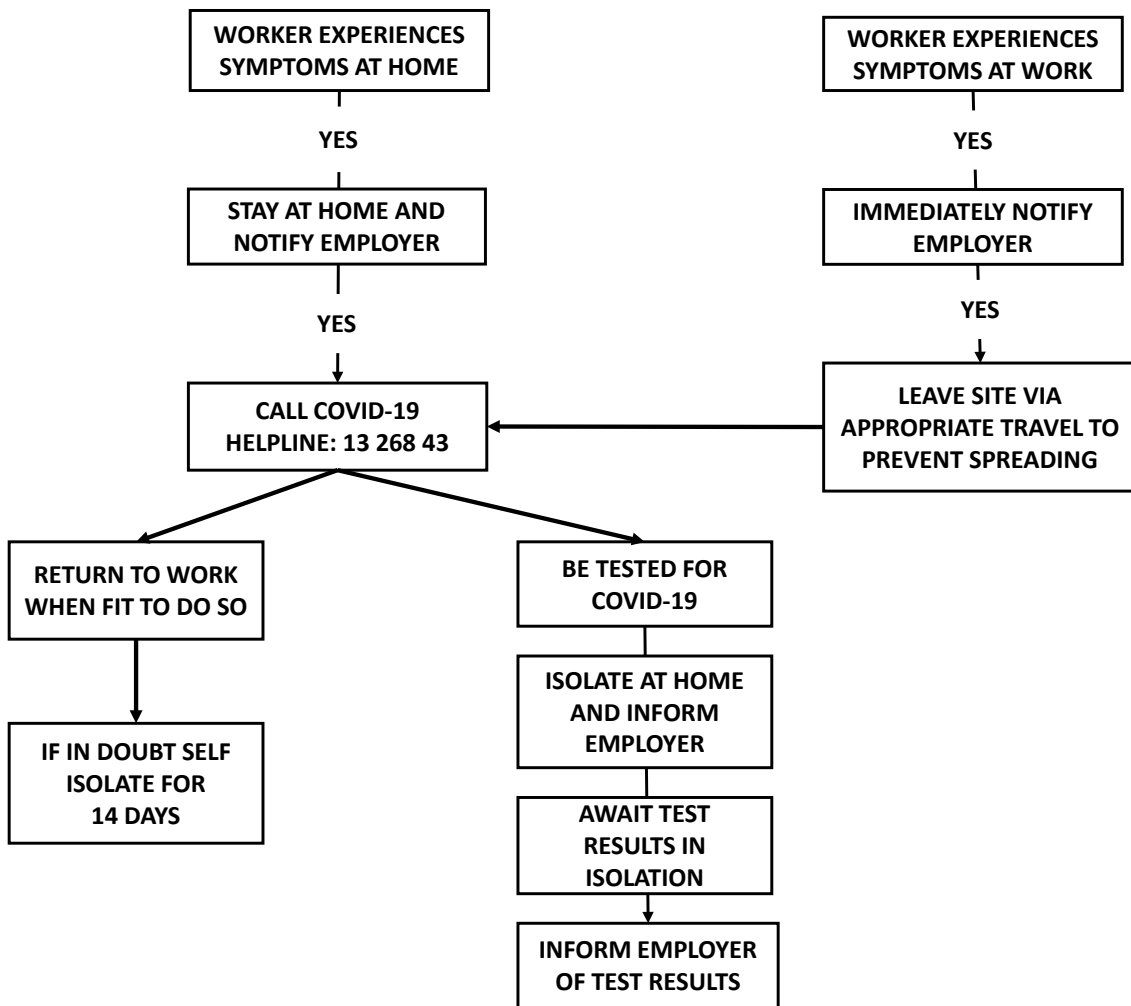 WORKER EXPERIENCES
SYMPTOMS AT HOME
YES
STAY AT HOME AND
NOTIFY EMPLOYER
YES
WORKER EXPERIENCES
SYMPTOMS AT WORK
YES
IMMEDIATELY NOTIFY
EMPLOYER
YES
LEAVE SITE VIA
APPROPRIATE TRAVEL TO
PREVENT SPREADING
CALL COVID-19
HELPLINE: 13 268 43
RETURN TO WORK
WHEN FIT TO DO SO
IF IN DOUBT SELF
ISOLATE FOR
14 DAYS
BE TESTED FOR
COVID-19
ISOLATE AT HOME
AND INFORM
EMPLOYER
AWAIT TEST
RESULTS IN
ISOLATION
INFORM EMPLOYER
OF TEST RESULTS